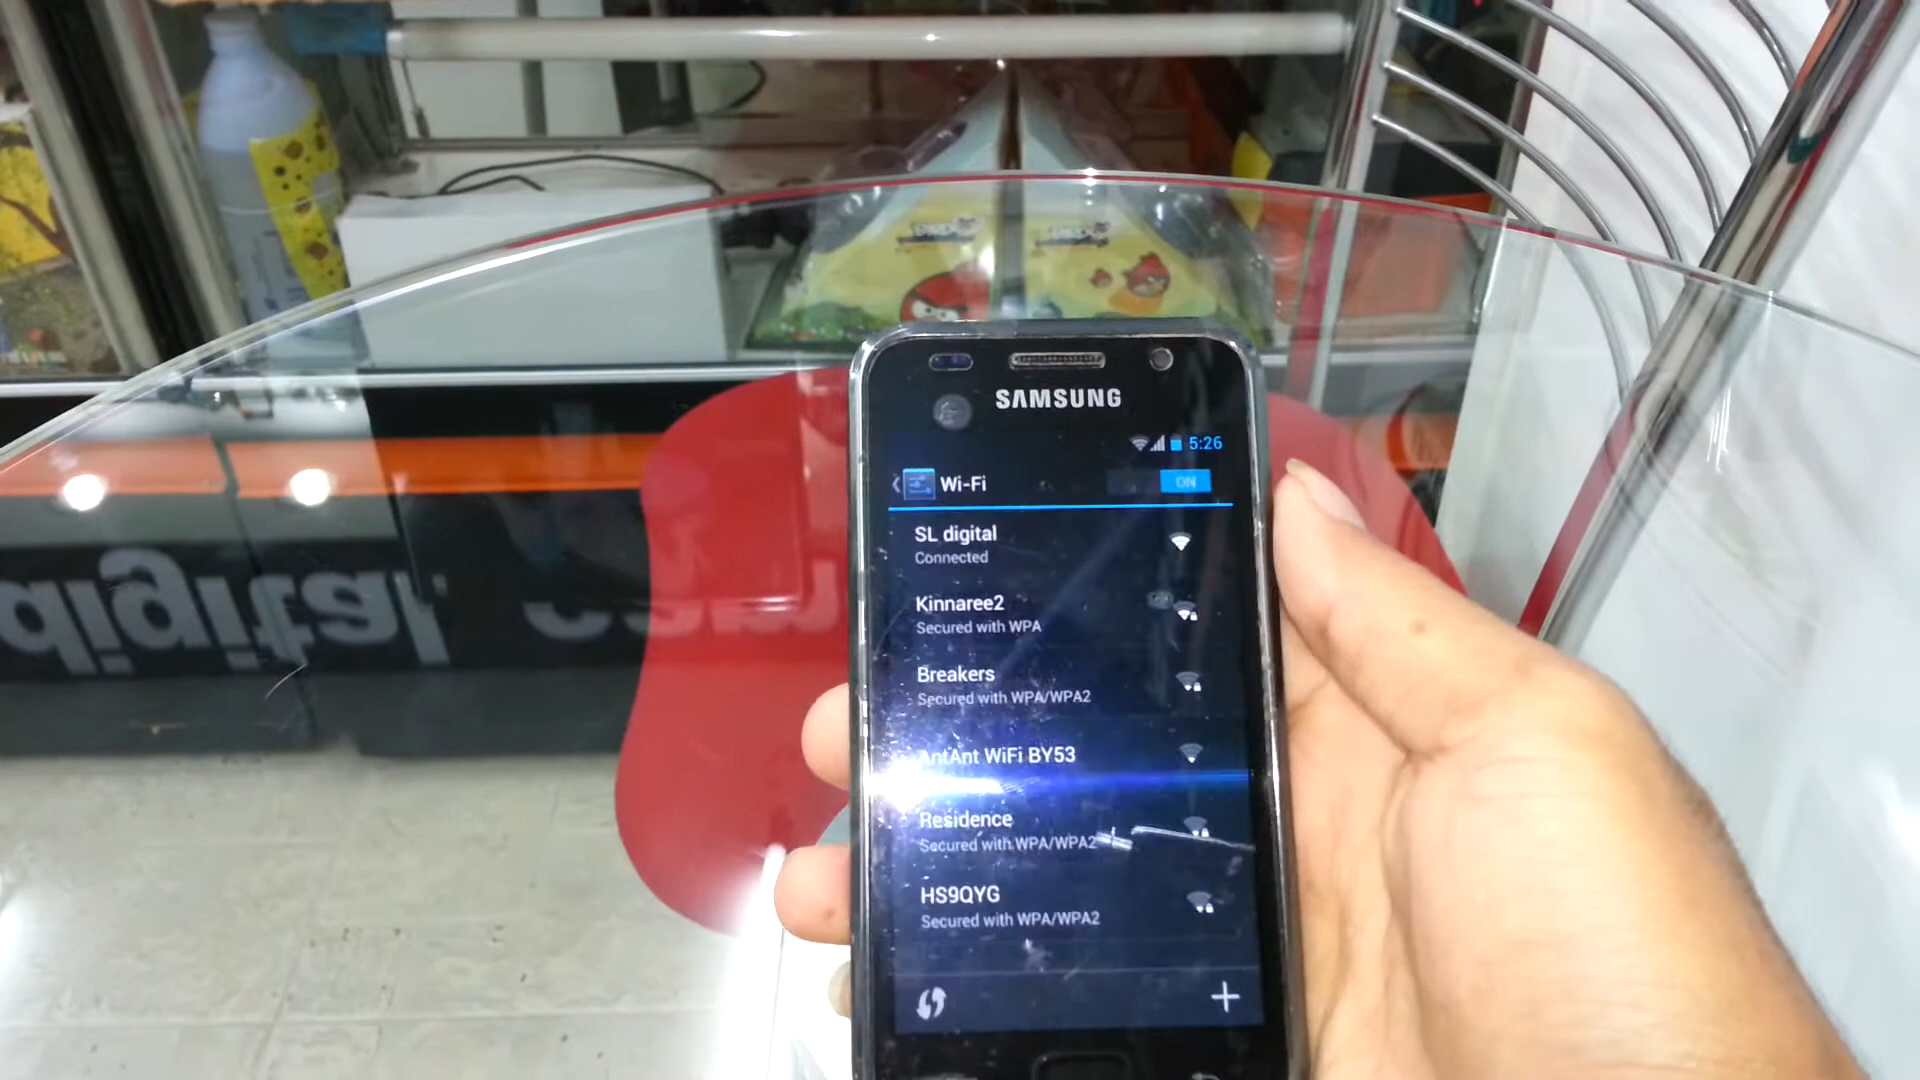 SAMSUNG
5:26
Wi-Fi
ON
SL digital
Connected
Kinnaree2
Secured with WPA
Breakers
Secured with WPA/WPA2
AntAnt WiFi BY53
Residence
Secured with WPA/WPA2
HS9QYG
Secured with WPA/WPA2
digital